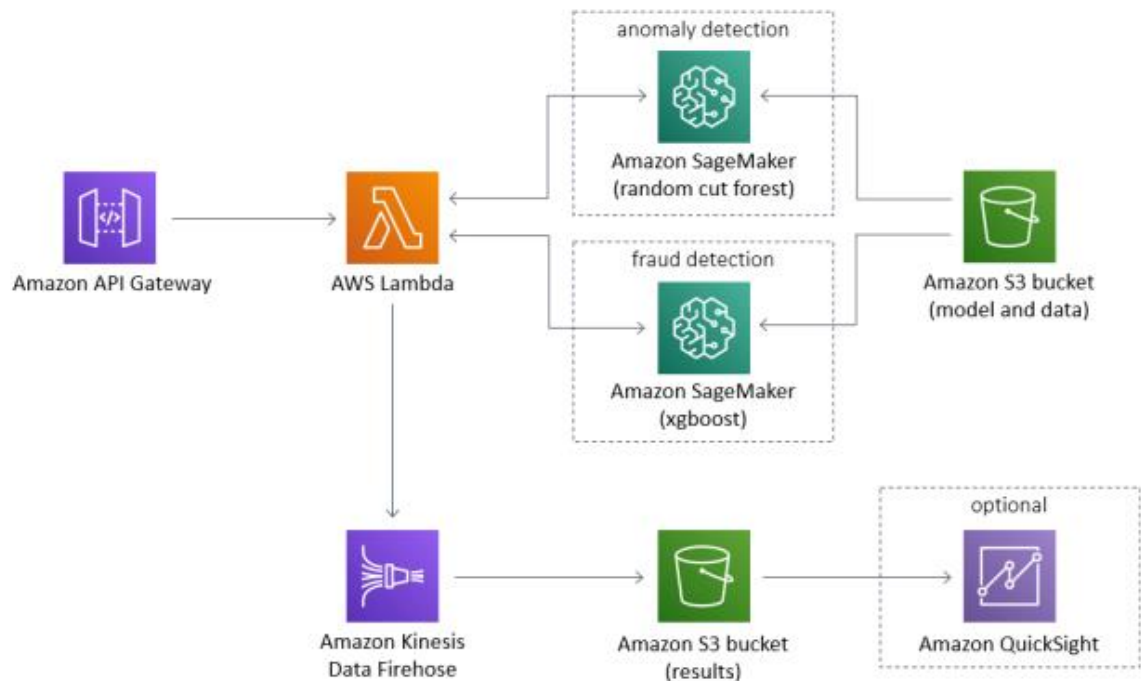 anomaly detection
Amazon SageMaker
(random cut forest)
Amazon API Gateway
AWS Lambda
fraud detection
Amazon S3 bucket
(model and data)
Amazon SageMaker
(xgboost)
optional
Amazon Kinesis
Data Firehose
Amazon S3 bucket
(results)
Amazon QuickSight